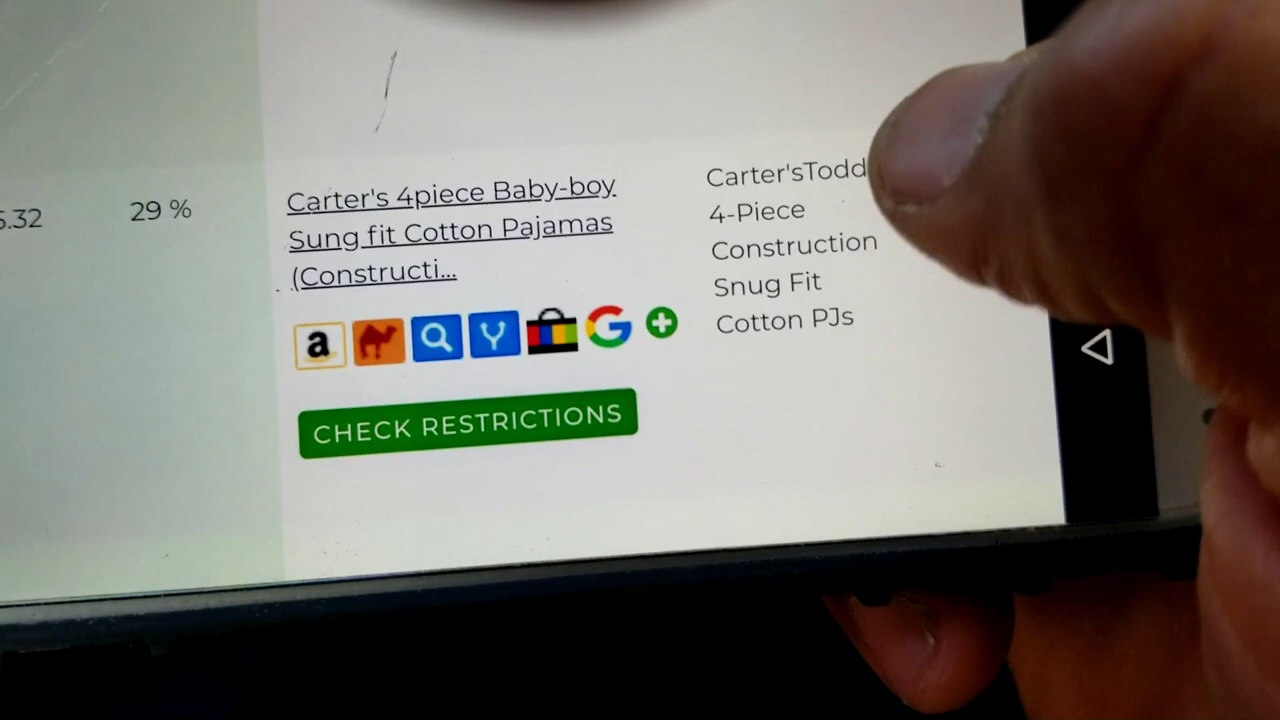 5.32
29 %
Carter's 4piece Baby-boy
Sung fit Cotton Pajamas
(Constructi...
a
G
CHECK RESTRICTIONS
Carter'sTodd
4-Piece
Construction
Snug Fit
Cotton PJs